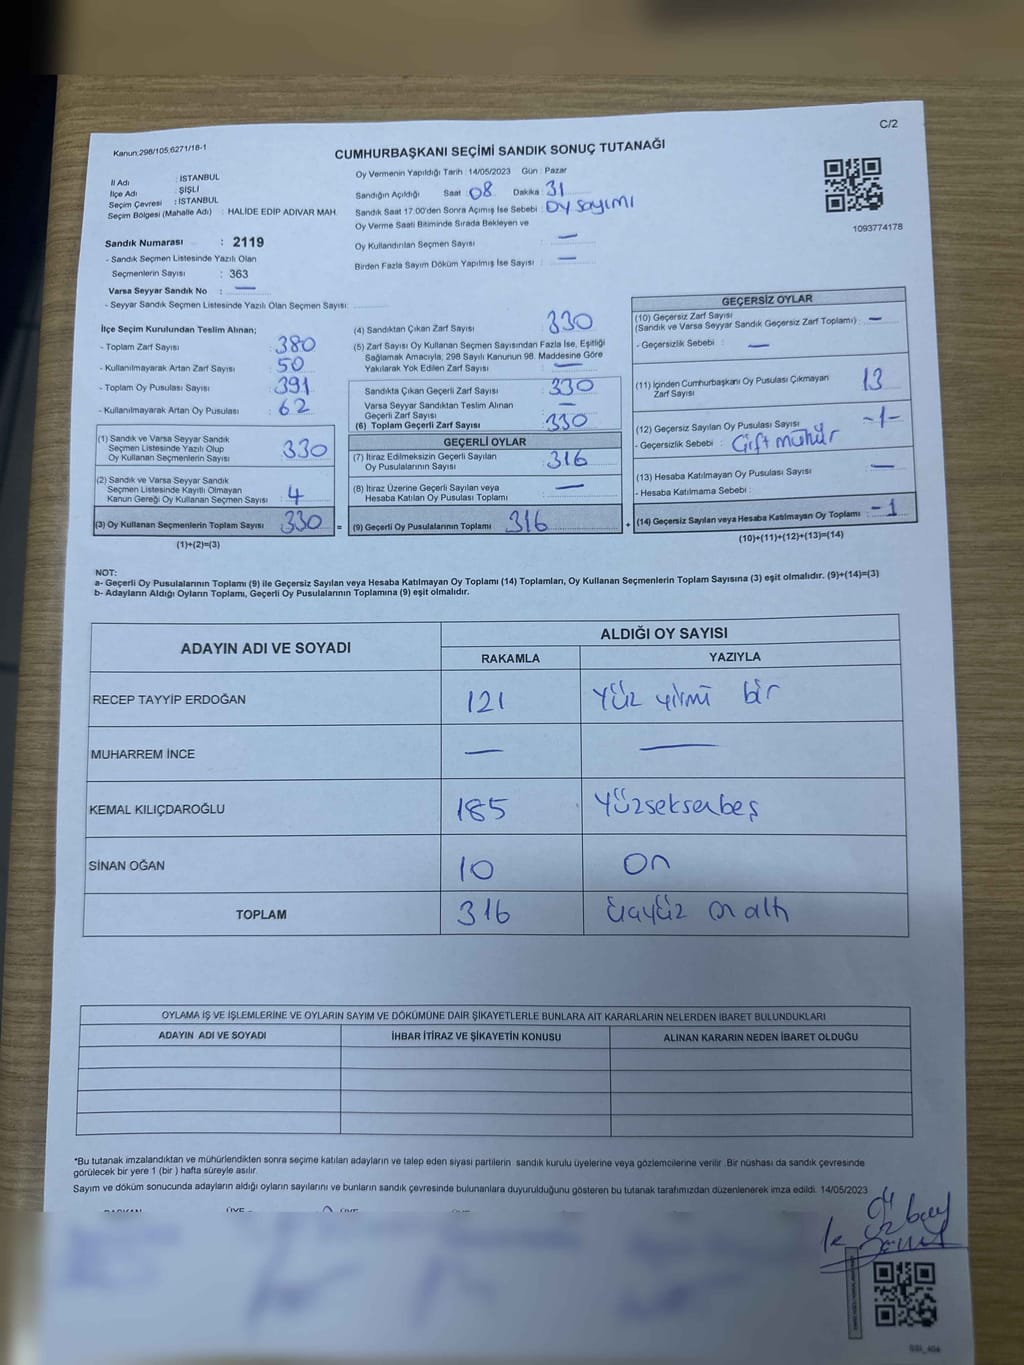 C/2
Kanun:298/105,6271/18-1
CUMHURBAŞKANI SEÇİMİ SANDIK SONUÇ TUTANAĞI
İl Adı : İSTANBUL
İlçe Adı : ŞİŞLİ
Seçim Çevresi : İSTANBUL
Seçim Bölgesi (Mahalle Adı) : HALİDE EDİP ADIVAR MAH.
Sandık Numarası : 2119
- Sandık Seçmen Listesinde Yazılı Olan
Seçmenlerin Sayısı : 363
Varsa Seyyar Sandık No : —
- Seyyar Sandık Seçmen Listesinde Yazılı Olan Seçmen Sayısı:
Oy Vermenin Yapıldığı Tarih : 14/05/2023 Gün : Pazar
Sandığın Açıldığı Saat : 08 Dakika : 31
Sandık Saat 17:00'den Sonra Açımış İse Sebebi : Oy sayımı
Oy Verme Saati Bitiminde Sırada Bekleyen ve
Oy Kullandırılan Seçmen Sayısı : —
Birden Fazla Sayım Döküm Yapılmış İse Sayısı : —
1093774178
İlçe Seçim Kurulundan Teslim Alınan;
- Toplam Zarf Sayısı : 380
- Kullanılmayarak Artan Zarf Sayısı : 50
- Toplam Oy Pusulası Sayısı : 391
- Kullanılmayarak Artan Oy Pusulası : 62
(1) Sandık ve Varsa Seyyar Sandık
Seçmen Listesinde Yazılı Olup
Oy Kullanan Seçmenlerin Sayısı : 330
(2) Sandık ve Varsa Seyyar Sandık
Seçmen Listesinde Kayıtlı Olmayan
Kanun Gereği Oy Kullanan Seçmen Sayısı : 4
(3) Oy Kullanan Seçmenlerin Toplam Sayısı : 330 =
(1)+(2)=(3)
(4) Sandıktan Çıkan Zarf Sayısı : 330
(5) Zarf Sayısı Oy Kullanan Seçmen Sayısından Fazla İse, Eşitliği
Sağlamak Amacıyla, 298 Sayılı Kanunun 98. Maddesine Göre
Yakılarak Yok Edilen Zarf Sayısı : —
Sandıkta Çıkan Geçerli Zarf Sayısı : 330
Varsa Seyyar Sandıktan Teslim Alınan
Geçerli Zarf Sayısı : —
(6) Toplam Geçerli Zarf Sayısı : 330
GEÇERLİ OYLAR
(7) İtiraz Edilmeksizin Geçerli Sayılan
Oy Pusulalarının Sayısı : 316
(8) İtiraz Üzerine Geçerli Sayılan veya
Hesaba Katılan Oy Pusulası Toplamı : —
(9) Geçerli Oy Pusulalarının Toplamı : 316 +
GEÇERSİZ OYLAR
(10) Geçersiz Zarf Sayısı
(Sandık ve Varsa Seyyar Sandık Geçersiz Zarf Toplamı) : —
- Geçersizlik Sebebi : —
(11) İçinden Cumhurbaşkanı Oy Pusulası Çıkmayan
Zarf Sayısı : 13
(12) Geçersiz Sayılan Oy Pusulası Sayısı : -1-
- Geçersizlik Sebebi : Çift mühür
(13) Hesaba Katılmayan Oy Pusulası Sayısı : —
- Hesaba Katılmama Sebebi :
(14) Geçersiz Sayılan veya Hesaba Katılmayan Oy Toplamı : -1
(10)+(11)+(12)+(13)=(14)
NOT:
a- Geçerli Oy Pusulalarının Toplamı (9) ile Geçersiz Sayılan veya Hesaba Katılmayan Oy Toplamı (14) Toplamları, Oy Kullanan Seçmenlerin Toplam Sayısına (3) eşit olmalıdır. (9)+(14)=(3)
b- Adayların Aldığı Oyların Toplamı, Geçerli Oy Pusulalarının Toplamına (9) eşit olmalıdır.
ADAYIN ADI VE SOYADI ALDIĞI OY SAYISI
RAKAMLA YAZIYLA
RECEP TAYYİP ERDOĞAN 121 Yüz yirmi bir
MUHARREM İNCE — —
KEMAL KILIÇDAROĞLU 185 Yüzseksenbeş
SİNAN OĞAN 10 On
TOPLAM 316 Üçyüz on altı
OYLAMA İŞ VE İŞLEMLERİNE VE OYLARIN SAYIM VE DÖKÜMÜNE DAİR ŞİKAYETLERLE BUNLARA AİT KARARLARIN NELERDEN İBARET BULUNDUKLARI
ADAYIN ADI VE SOYADI İHBAR İTİRAZ VE ŞİKAYETİN KONUSU ALINAN KARARIN NEDEN İBARET OLDUĞU
*Bu tutanak imzalandıktan ve mühürlendikten sonra seçime katılan adayların ve talep eden siyasi partilerin sandık kurulu üyelerine veya gözlemcilerine verilir. Bir nüshası da sandık çevresinde
görülecek bir yere 1 (bir ) hafta süreyle asılır.
Sayım ve döküm sonucunda adayların aldığı oyların sayılarını ve bunların sandık çevresinde bulunanlara duyurulduğunu gösteren bu tutanak tarafımızdan düzenlenerek imza edildi. 14/05/2023
BAŞKAN ÜYE ÜYE ÜYE